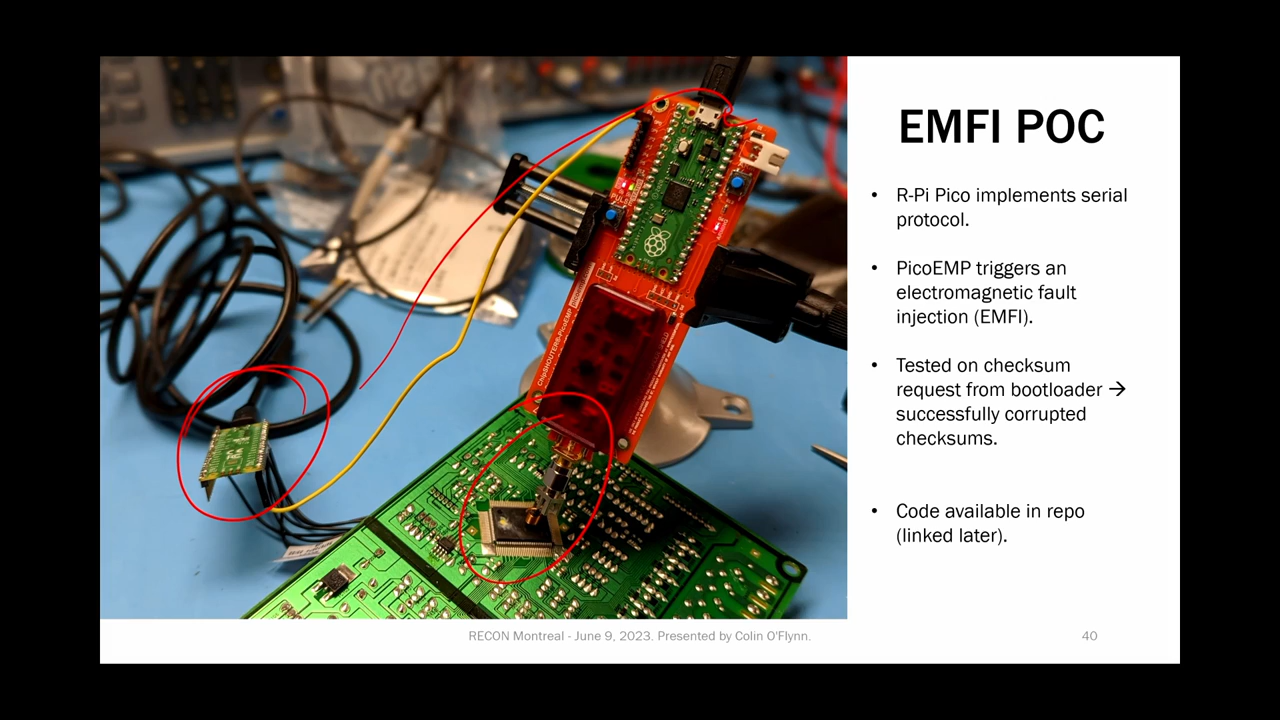 EMFI POC
• R-Pi Pico implements serial
protocol.
• PicoEMP triggers an
electromagnetic fault
injection (EMFI).
• Tested on checksum
request from bootloader →
successfully corrupted
checksums.
• Code available in repo
(linked later).
ChipSHOUTER®-PicoEMP
RECON Montreal - June 9, 2023. Presented by Colin O'Flynn.
40